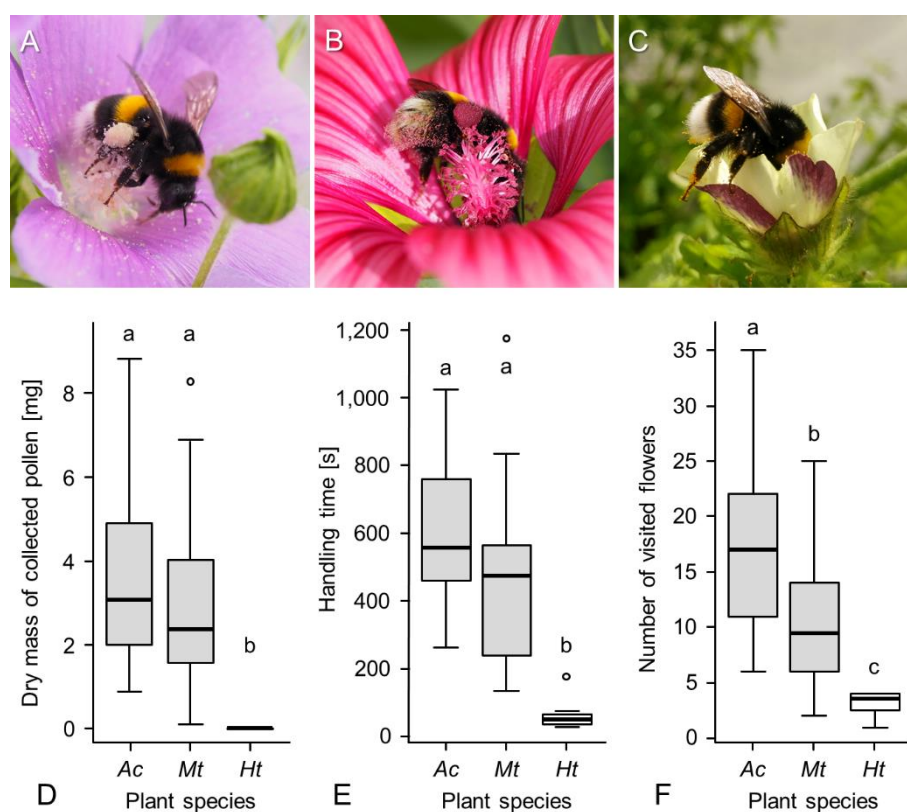 A
B
C
Dry mass of collected pollen [mg]
8
6
4
2
0
a
a
b
Ac
Mt
Ht
D
Plant species
Handling time [s]
1,200
1,000
800
600
400
200
0
a
a
b
Ac
Mt
Ht
E
Plant species
Number of visited flowers
35
30
25
20
15
10
5
0
a
b
c
Ac
Mt
Ht
F
Plant species